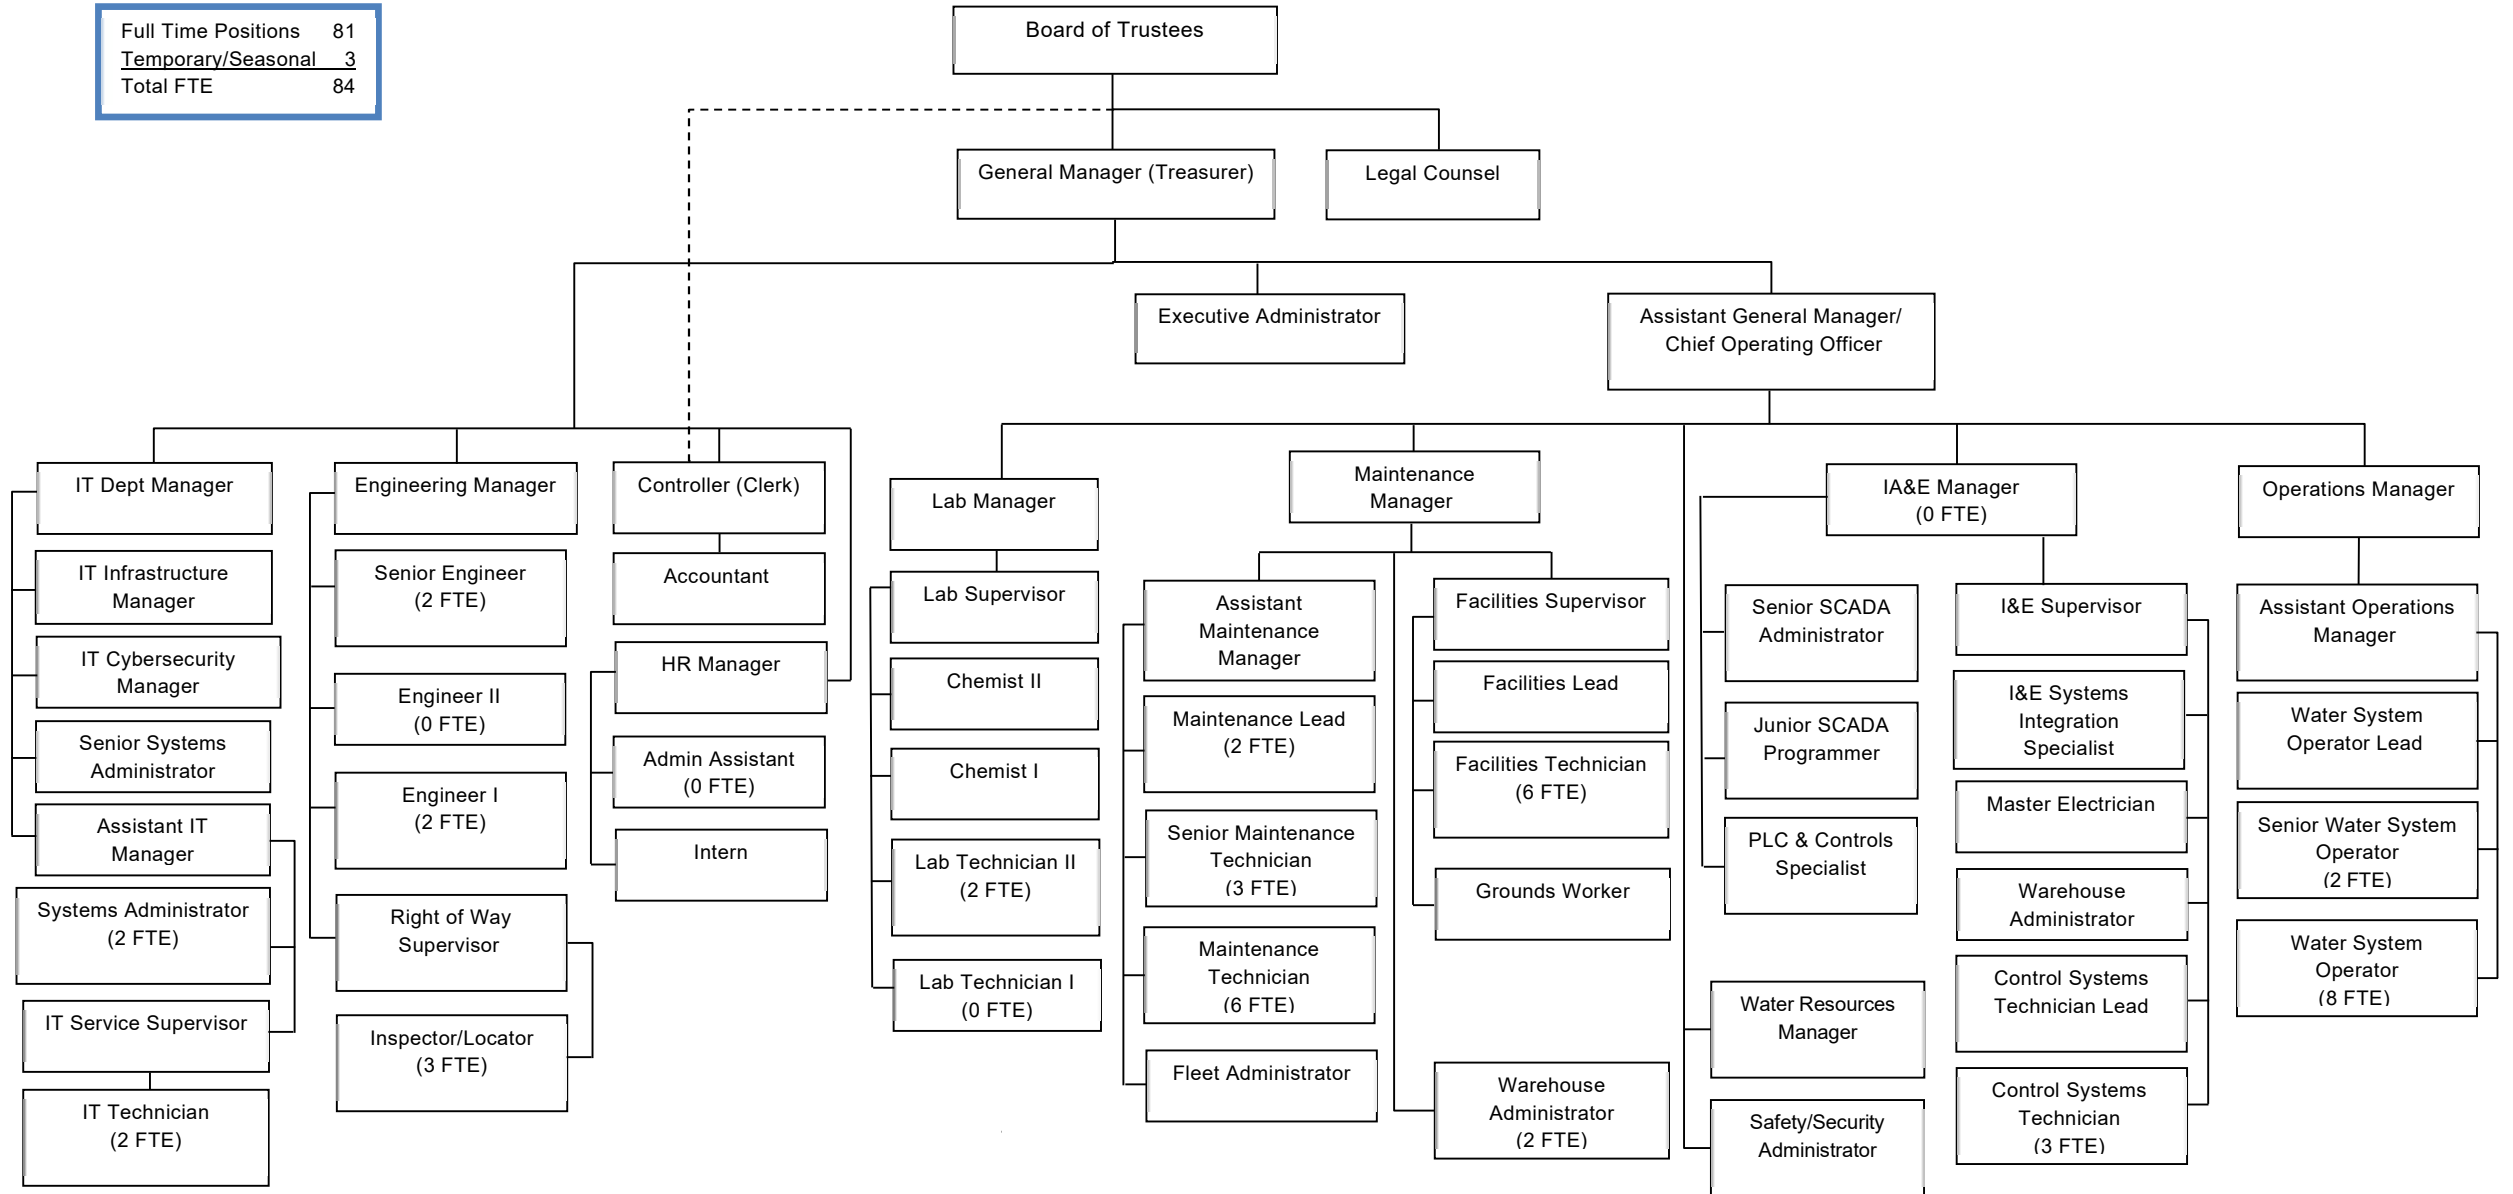 Full Time Positions 81
Temporary/Seasonal 3
Total FTE 84
Board of Trustees
General Manager (Treasurer)
Legal Counsel
Executive Administrator
Assistant General Manager/
Chief Operating Officer
IT Dept Manager
IT Infrastructure
Manager
IT Cybersecurity
Manager
Senior Systems
Administrator
Assistant IT
Manager
Systems Administrator
(2 FTE)
IT Service Supervisor
IT Technician
(2 FTE)
Engineering Manager
Senior Engineer
(2 FTE)
Engineer II
(0 FTE)
Engineer I
(2 FTE)
Right of Way
Supervisor
Inspector/Locator
(3 FTE)
Controller (Clerk)
Accountant
HR Manager
Admin Assistant
(0 FTE)
Intern
Lab Manager
Lab Supervisor
Chemist II
Chemist I
Lab Technician II
(2 FTE)
Lab Technician I
(0 FTE)
Maintenance
Manager
Assistant
Maintenance
Manager
Maintenance Lead
(2 FTE)
Senior Maintenance
Technician
(3 FTE)
Maintenance
Technician
(6 FTE)
Fleet Administrator
Facilities Supervisor
Facilities Lead
Facilities Technician
(6 FTE)
Grounds Worker
Warehouse
Administrator
(2 FTE)
IA&E Manager
(0 FTE)
Senior SCADA
Administrator
Junior SCADA
Programmer
PLC & Controls
Specialist
Water Resources
Manager
Safety/Security
Administrator
I&E Supervisor
I&E Systems
Integration
Specialist
Master Electrician
Warehouse
Administrator
Control Systems
Technician Lead
Control Systems
Technician
(3 FTE)
Operations Manager
Assistant Operations
Manager
Water System
Operator Lead
Senior Water System
Operator
(2 FTE)
Water System
Operator
(8 FTE)